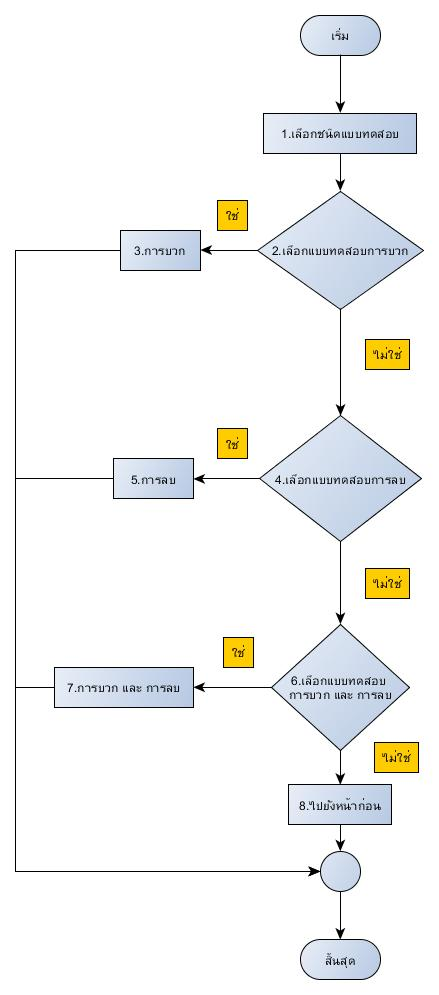 เริ่ม
1.เลือกชนิดแบบทดสอบ
ใช่
3.การบวก
2.เลือกแบบทดสอบการบวก
ไม่ใช่
ใช่
5.การลบ
4.เลือกแบบทดสอบการลบ
ไม่ใช่
ใช่
7.การบวก และ การลบ
6.เลือกแบบทดสอบ
การบวก และ การลบ
ไม่ใช่
8.ไปยังหน้าก่อน
สิ้นสุด